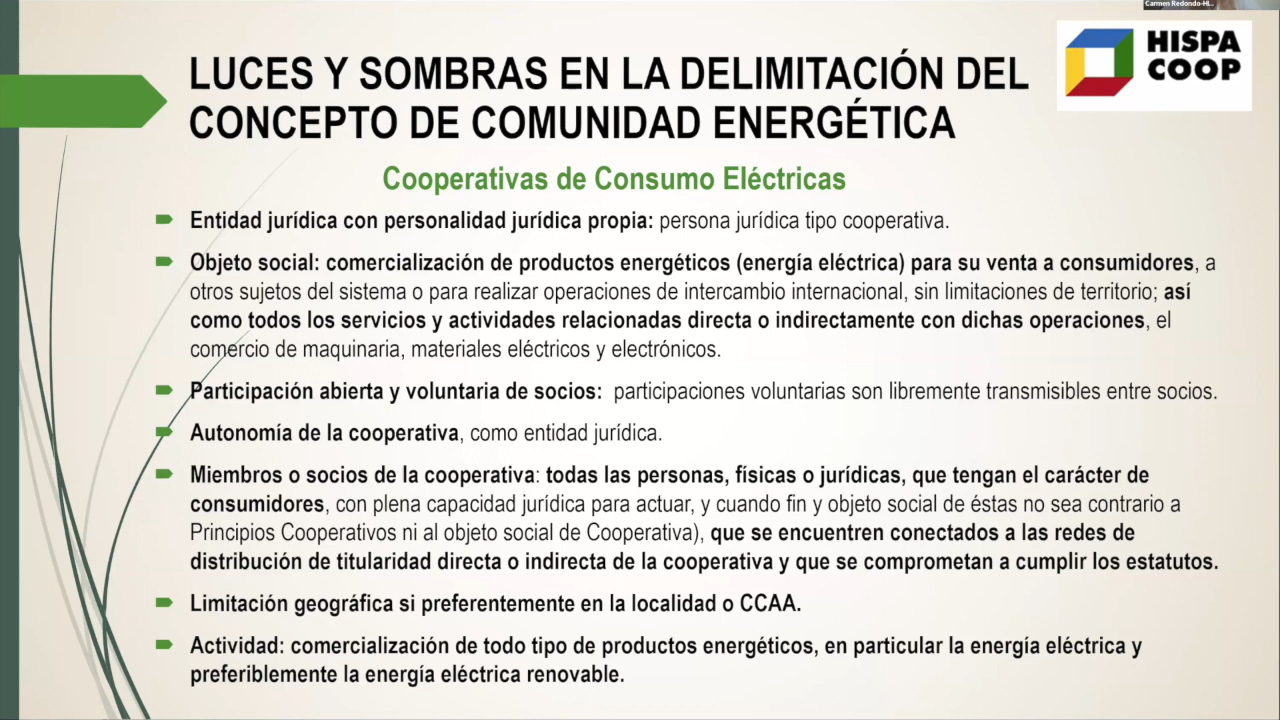 Carmen Redondo-Hi...
HISPA
COOP
LUCES Y SOMBRAS EN LA DELIMITACIÓN DEL
CONCEPTO DE COMUNIDAD ENERGÉTICA
Cooperativas de Consumo Eléctricas
Entidad jurídica con personalidad jurídica propia: persona jurídica tipo cooperativa.
Objeto social: comercialización de productos energéticos (energía eléctrica) para su venta a consumidores, a
otros sujetos del sistema o para realizar operaciones de intercambio internacional, sin limitaciones de territorio; así
como todos los servicios y actividades relacionadas directa o indirectamente con dichas operaciones, el
comercio de maquinaria, materiales eléctricos y electrónicos.
Participación abierta y voluntaria de socios: participaciones voluntarias son libremente transmisibles entre socios.
Autonomía de la cooperativa, como entidad jurídica.
Miembros o socios de la cooperativa: todas las personas, físicas o jurídicas, que tengan el carácter de
consumidores, con plena capacidad jurídica para actuar, y cuando fin y objeto social de éstas no sea contrario a
Principios Cooperativos ni al objeto social de Cooperativa), que se encuentren conectados a las redes de
distribución de titularidad directa o indirecta de la cooperativa y que se comprometan a cumplir los estatutos.
Limitación geográfica si preferentemente en la localidad o CCAA.
Actividad: comercialización de todo tipo de productos energéticos, en particular la energía eléctrica y
preferiblemente la energía eléctrica renovable.